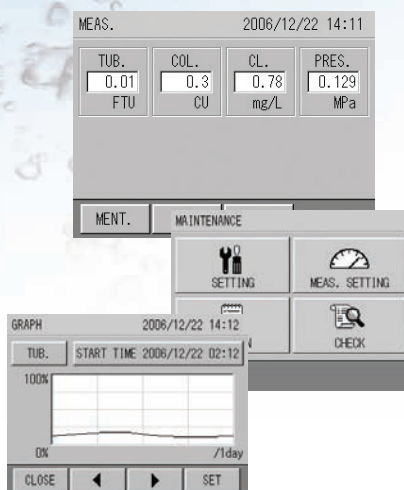 MEAS. 2006/12/22 14:11
TUB. COL. CL. PRES.
0.01 0.3 0.78 0.129
FTU CU mg/L MPa
MENT.
MAINTENANCE
SETTING MEAS. SETTING
CHECK
GRAPH 2006/12/22 14:12
TUB. START TIME 2006/12/22 02:12
100%
0% /1day
CLOSE SET